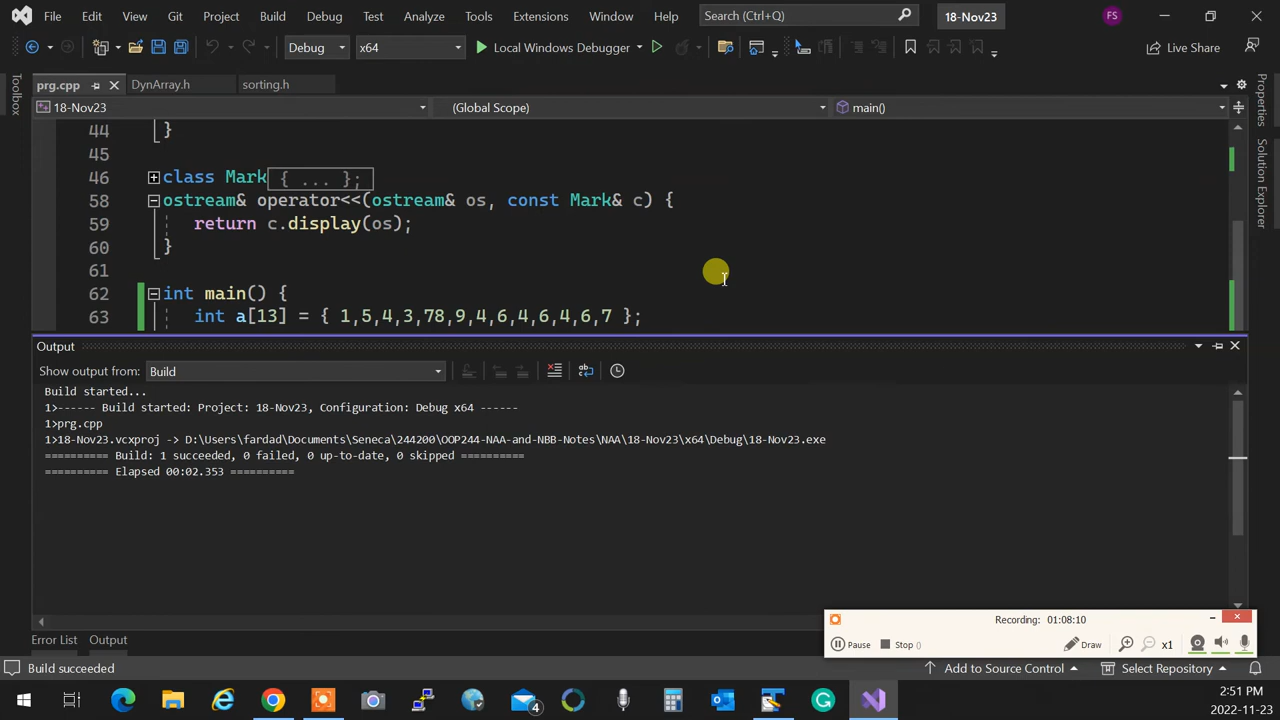 File Edit View Git Project Build Debug Test Analyze Tools Extensions Window Help Search (Ctrl+Q) 18-Nov23 FS
Debug x64 Local Windows Debugger Live Share
prg.cpp DynArray.h sorting.h
18-Nov23 (Global Scope) main()
Toolbox
Properties
Solution Explorer
44 }
45
46 class Mark { ... };
58 ostream& operator<<(ostream& os, const Mark& c) {
59 return c.display(os);
60 }
61
62 int main() {
63 int a[13] = { 1,5,4,3,78,9,4,6,4,6,4,6,7 };
Output
Show output from: Build
Build started...
1>------ Build started: Project: 18-Nov23, Configuration: Debug x64 ------
1>prg.cpp
1>18-Nov23.vcxproj -> D:\Users\fardad\Documents\Seneca\244200\OOP244-NAA-and-NBB-Notes\NAA\18-Nov23\x64\Debug\18-Nov23.exe
========== Build: 1 succeeded, 0 failed, 0 up-to-date, 0 skipped ==========
========== Elapsed 00:02.353 ==========
Recording: 01:08:10
Pause Stop () Draw x1
Error List Output
Build succeeded Add to Source Control Select Repository
4
2:51 PM
2022-11-23